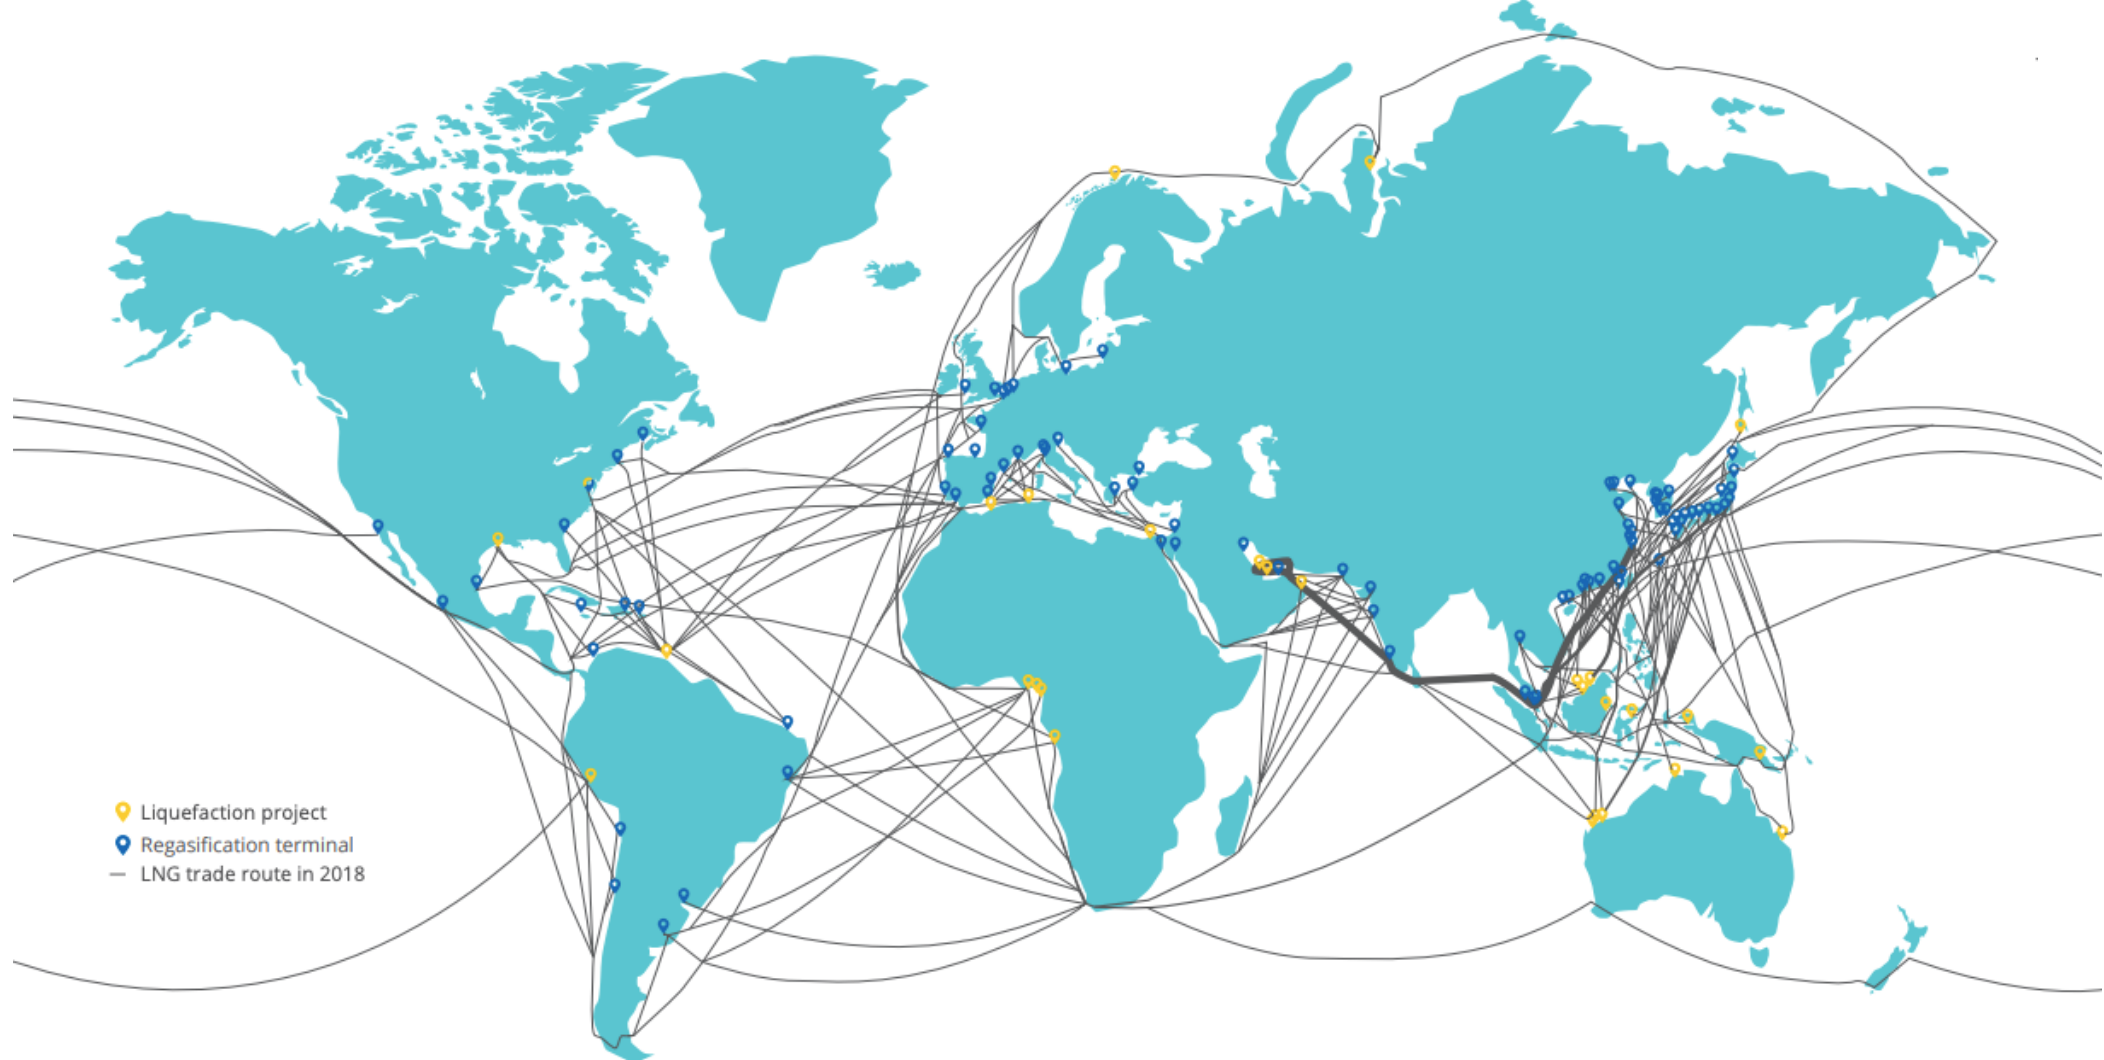 Liquefaction project
Regasification terminal
LNG trade route in 2018